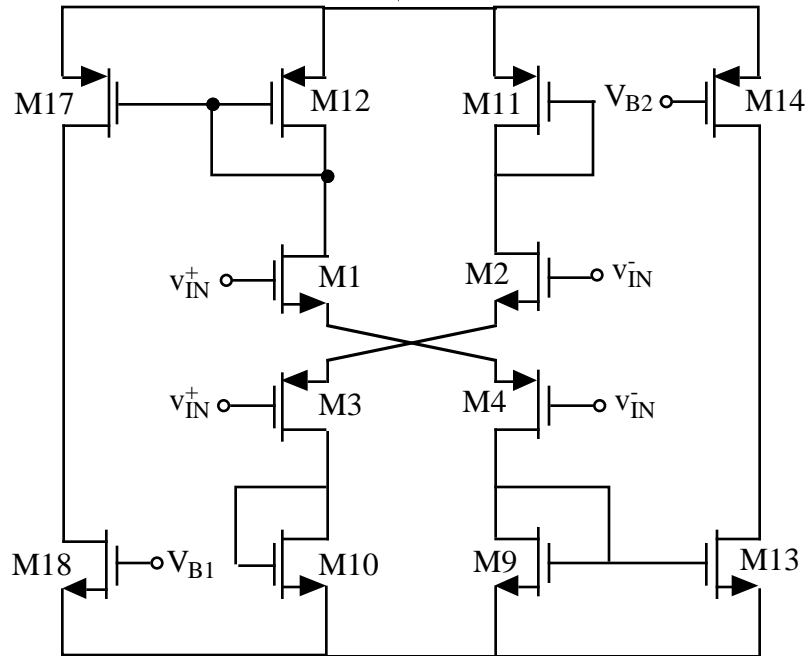 M17
M12
M11
V_B2
M14
v_IN^+
M1
M2
v_IN^-
v_IN^+
M3
M4
v_IN^-
M18
V_B1
M10
M9
M13